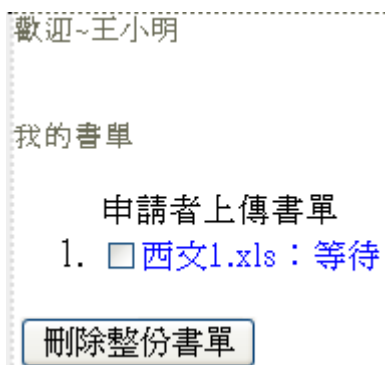 歡迎~王小明
我的書單
申請者上傳書單
1. 西文1.xls：等待
刪除整份書單